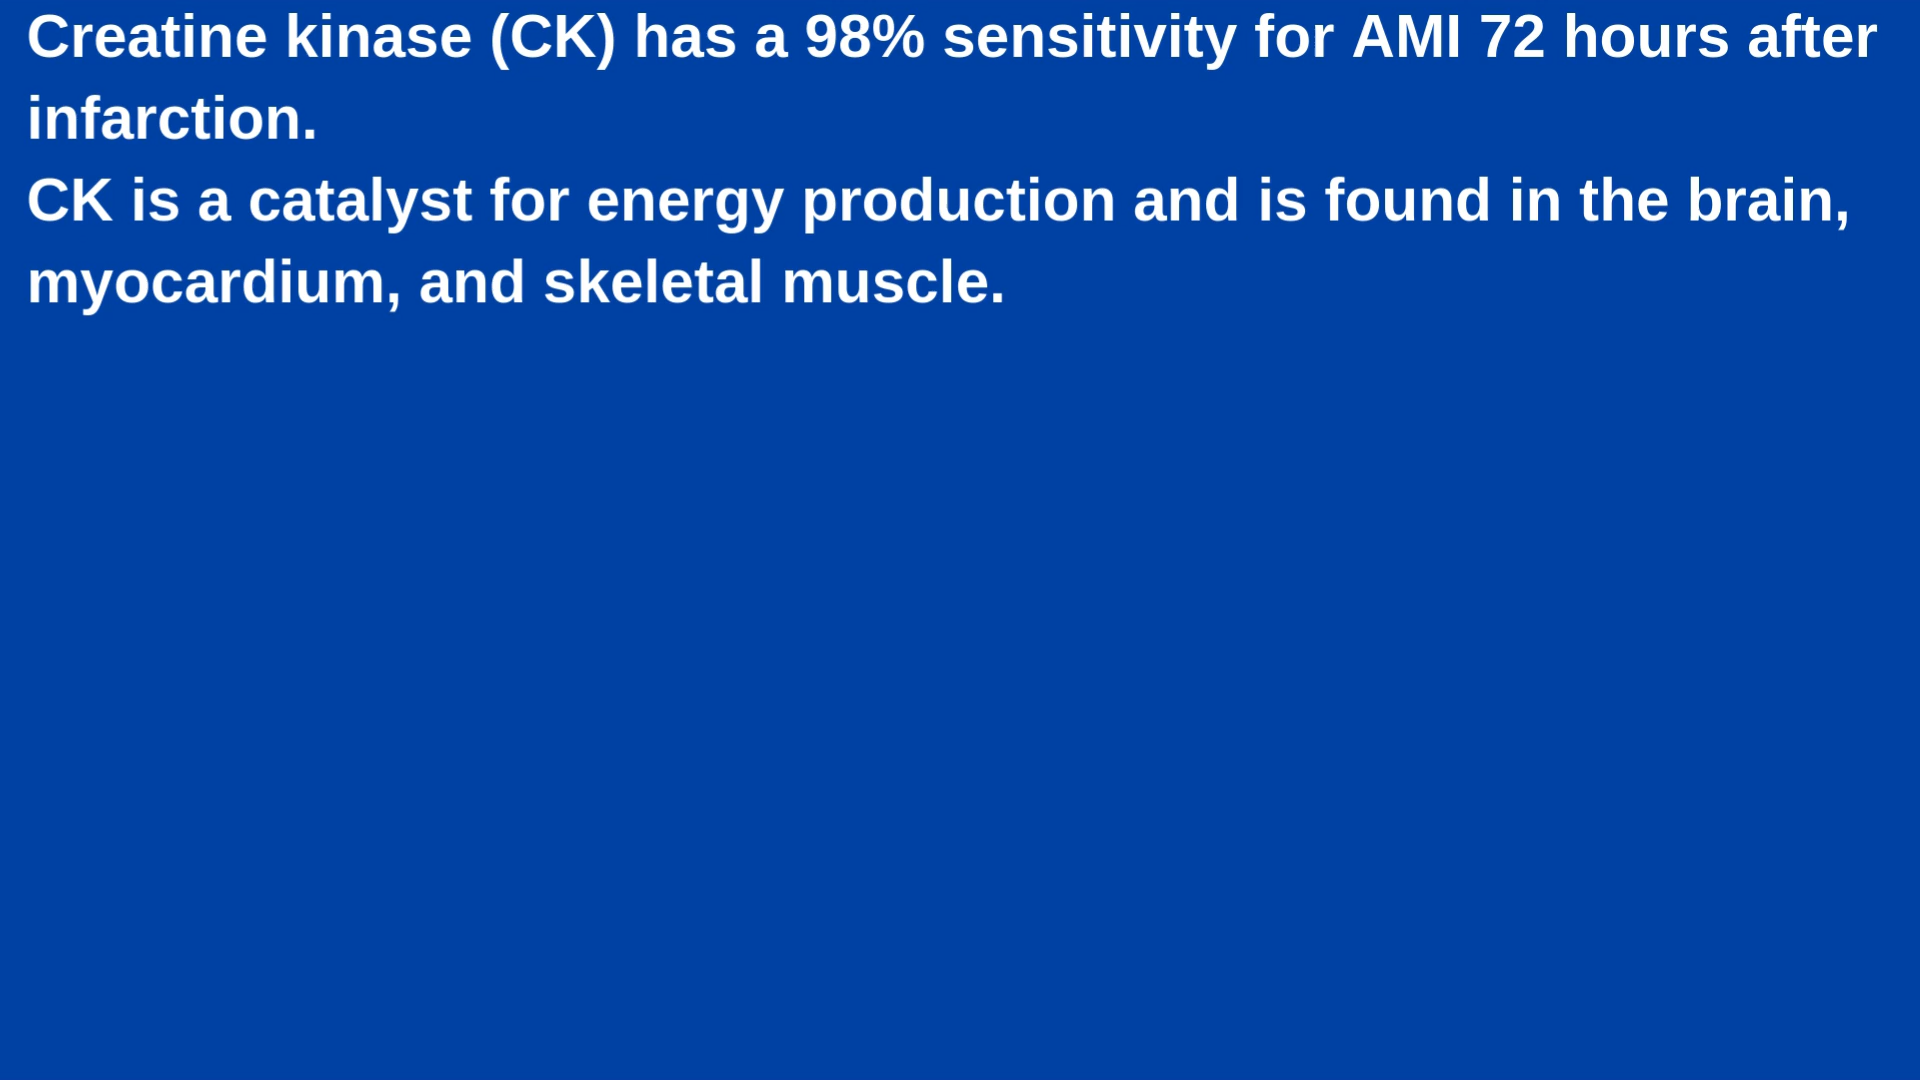 Creatine kinase (CK) has a 98% sensitivity for AMI 72 hours after
infarction.
CK is a catalyst for energy production and is found in the brain,
myocardium, and skeletal muscle.